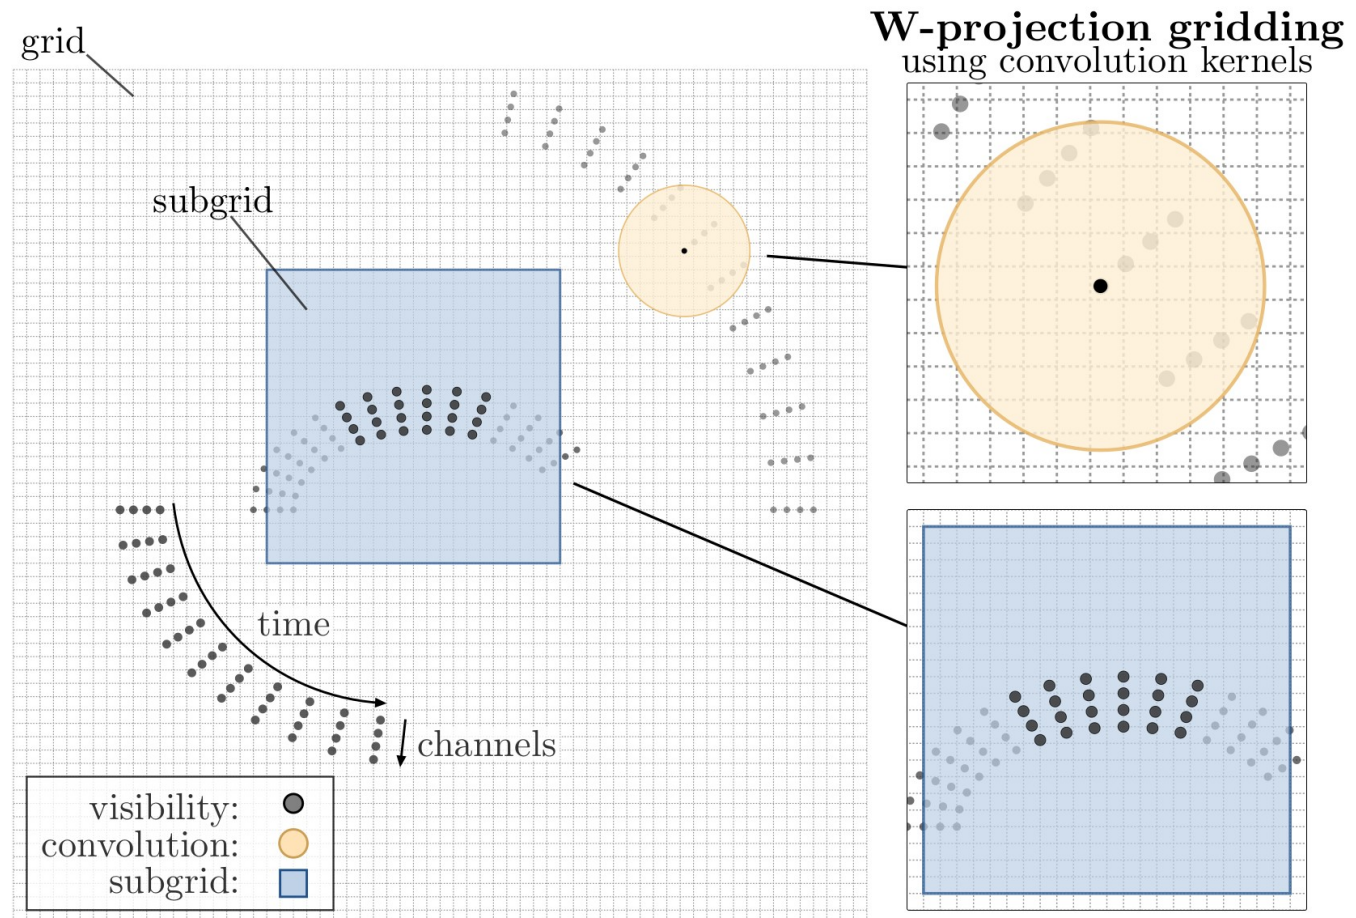 grid
W-projection gridding
using convolution kernels
subgrid
time
channels
visibility:
convolution:
subgrid: